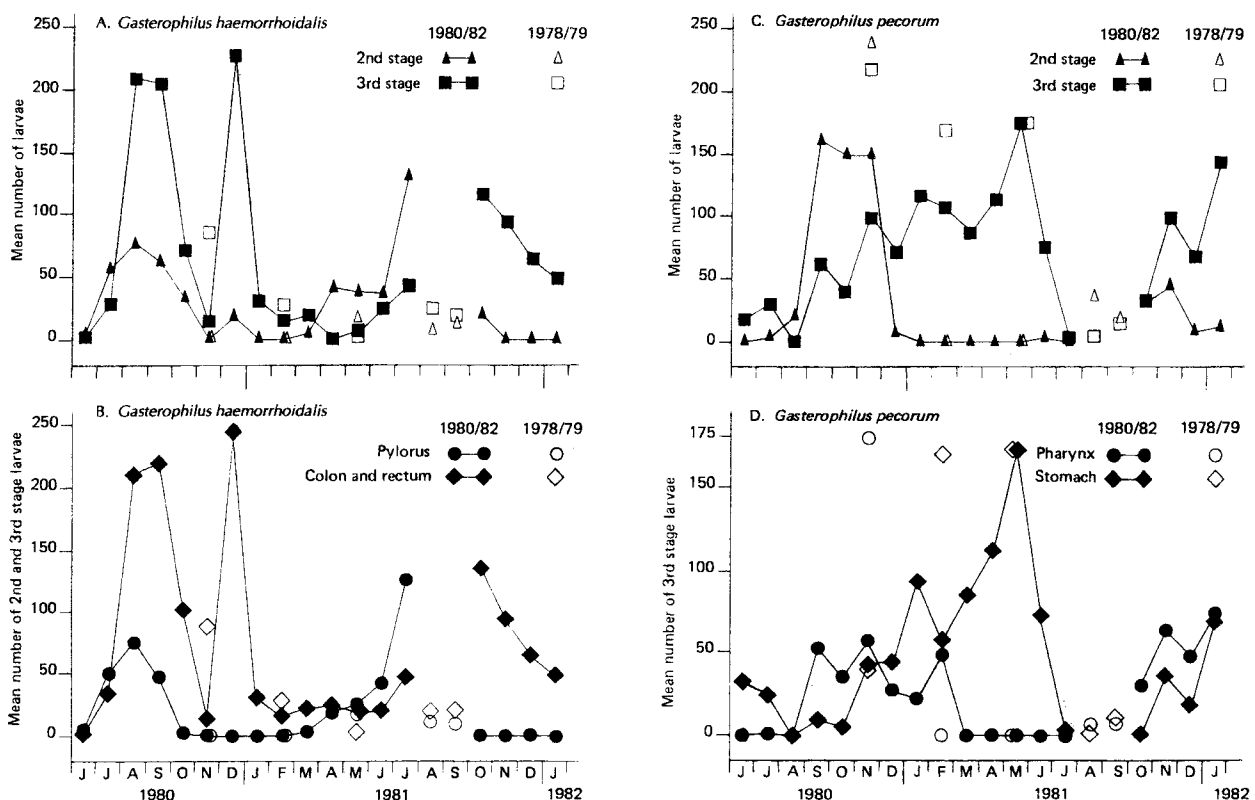 A. Gasterophilus haemorrhoidalis
1980/82 1978/79
2nd stage
3rd stage
Mean number of larvae
250
200
150
100
50
0
C. Gasterophilus pecorum
1980/82 1978/79
2nd stage
3rd stage
Mean number of larvae
250
200
150
100
50
0
B. Gasterophilus haemorrhoidalis
1980/82 1978/79
Pylorus
Colon and rectum
Mean number of 2nd and 3rd stage larvae
250
200
150
100
50
0
J J A S O N D J F M A M J J A S O N D J
1980 1981 1982
D. Gasterophilus pecorum
1980/82 1978/79
Pharynx
Stomach
Mean number of 3rd stage larvae
175
150
100
50
0
J J A S O N D J F M A M J J A S O N D J
1980 1981 1982